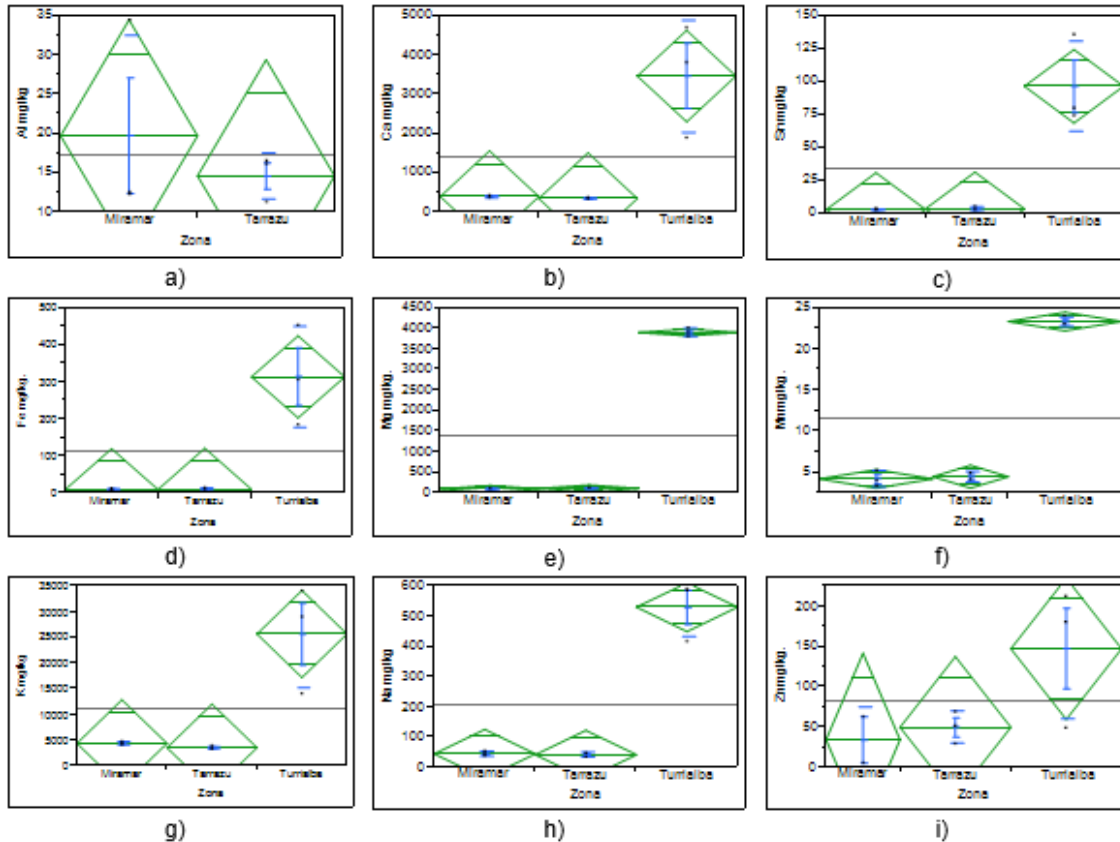 Al mg/kg
35
30
25
20
15
10
Miramar
Tarrazu
Zona
a)
Ca mg/kg
5000
4000
3000
2000
1000
0
Miramar
Tarrazu
Turrialba
Zona
b)
mg/kg
150
125
100
75
50
25
0
Miramar
Tarrazu
Turrialba
Zona
c)
Fe mg/kg.
500
400
300
200
100
0
Miramar
Tarrazu
Turrialba
Zona
d)
Mg mg/kg.
4500
4000
3500
3000
2500
2000
1500
1000
500
0
Miramar
Tarrazu
Turrialba
Zona
e)
Mn mg/kg.
25
20
15
10
5
Miramar
Tarrazu
Turrialba
Zona
f)
K mg/kg
35000
30000
25000
20000
15000
10000
5000
0
Miramar
Tarrazu
Turrialba
Zona
g)
Na mg/kg
600
500
400
300
200
100
0
Miramar
Tarrazu
Turrialba
Zona
h)
Zn mg/kg.
200
150
100
50
0
Miramar
Tarrazu
Turrialba
Zona
i)